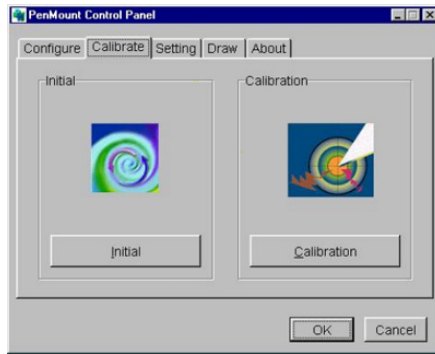 PenMount Control Panel
Configure Calibrate Setting Draw About
Initial Calibration
Initial Calibration
OK Cancel